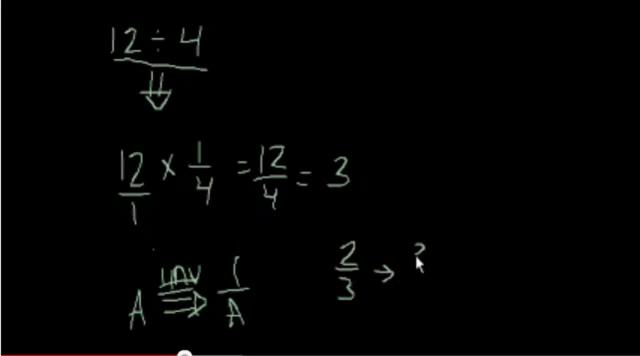 12 ÷ 4
⇓
12/1 × 1/4 = 12/4 = 3
A inv ⇒ 1/A
2/3 →